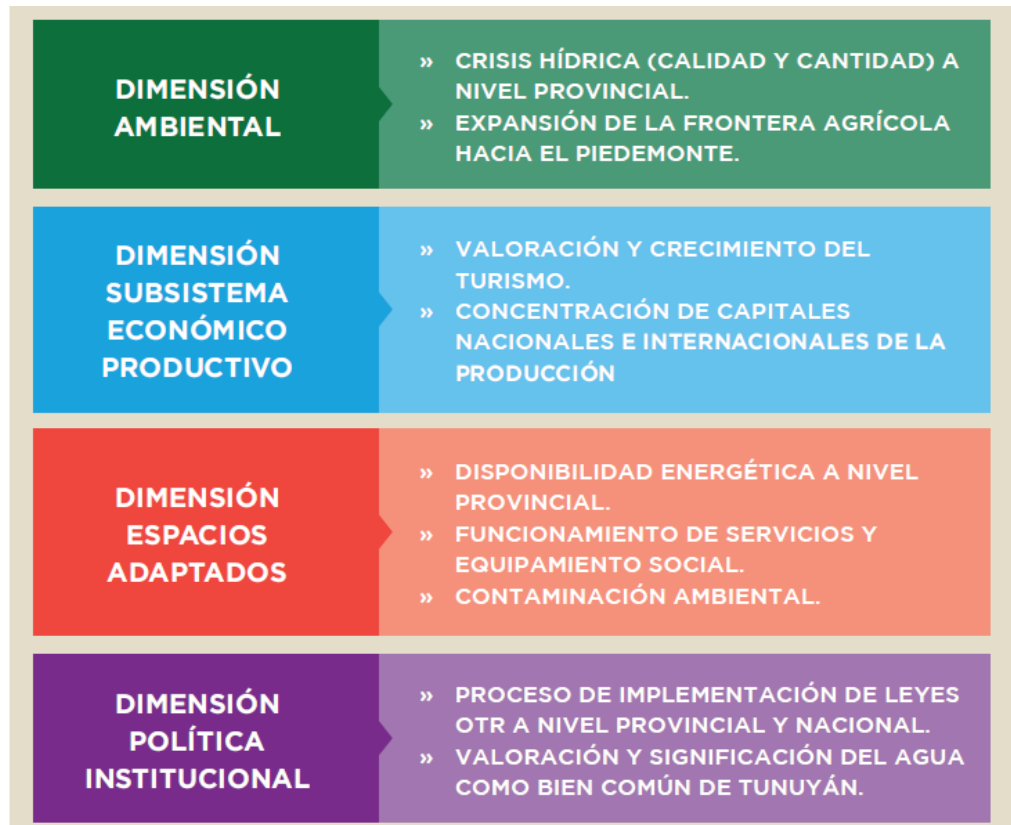 DIMENSIÓN
AMBIENTAL
» CRISIS HÍDRICA (CALIDAD Y CANTIDAD) A
NIVEL PROVINCIAL.
» EXPANSIÓN DE LA FRONTERA AGRÍCOLA
HACIA EL PIEDEMONTE.
DIMENSIÓN
SUBSISTEMA
ECONÓMICO
PRODUCTIVO
» VALORACIÓN Y CRECIMIENTO DEL
TURISMO.
» CONCENTRACIÓN DE CAPITALES
NACIONALES E INTERNACIONALES DE LA
PRODUCCIÓN
DIMENSIÓN
ESPACIOS
ADAPTADOS
» DISPONIBILIDAD ENERGÉTICA A NIVEL
PROVINCIAL.
» FUNCIONAMIENTO DE SERVICIOS Y
EQUIPAMIENTO SOCIAL.
» CONTAMINACIÓN AMBIENTAL.
DIMENSIÓN
POLÍTICA
INSTITUCIONAL
» PROCESO DE IMPLEMENTACIÓN DE LEYES
OTR A NIVEL PROVINCIAL Y NACIONAL.
» VALORACIÓN Y SIGNIFICACIÓN DEL AGUA
COMO BIEN COMÚN DE TUNUYÁN.